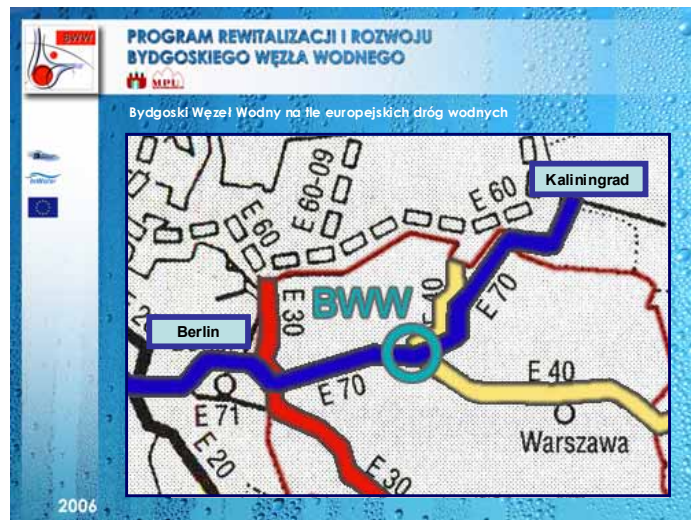 BWW
PROGRAM REWITALIZACJI I ROZWOJU
BYDGOSKIEGO WĘZŁA WODNEGO
MPU
Bydgoski Węzeł Wodny na tle europejskich dróg wodnych
Kaliningrad
E 60-09
E 60
E 60
E 30
BWW
E 40
E 70
Berlin
E 70
E 40
E 71
Warszawa
E 20
E 30
2006